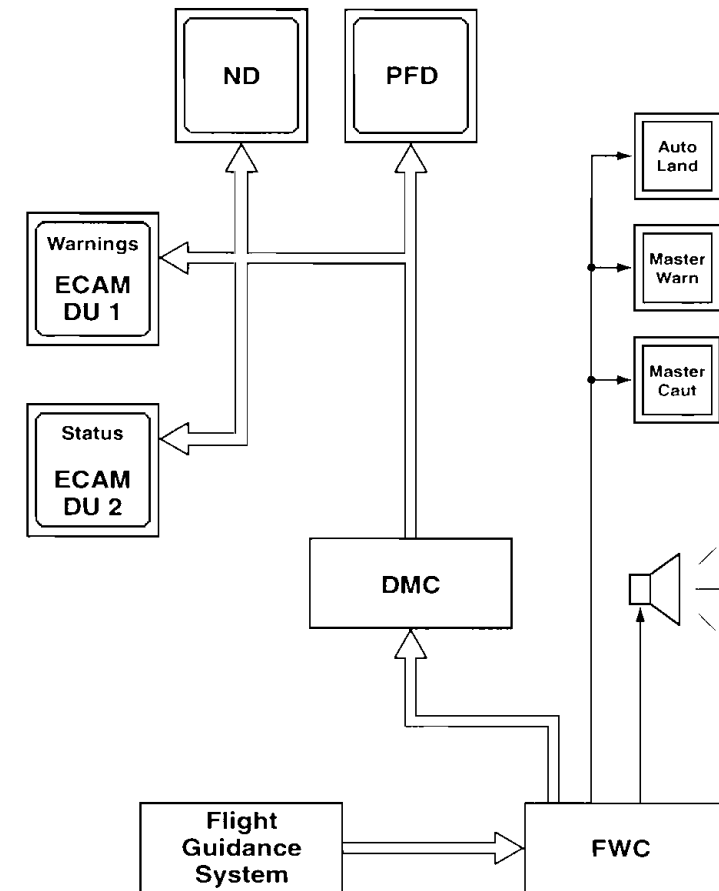 ND
PFD
Auto
Land
Warnings
ECAM
DU 1
Master
Warn
Master
Caut
Status
ECAM
DU 2
DMC
Flight
Guidance
System
FWC